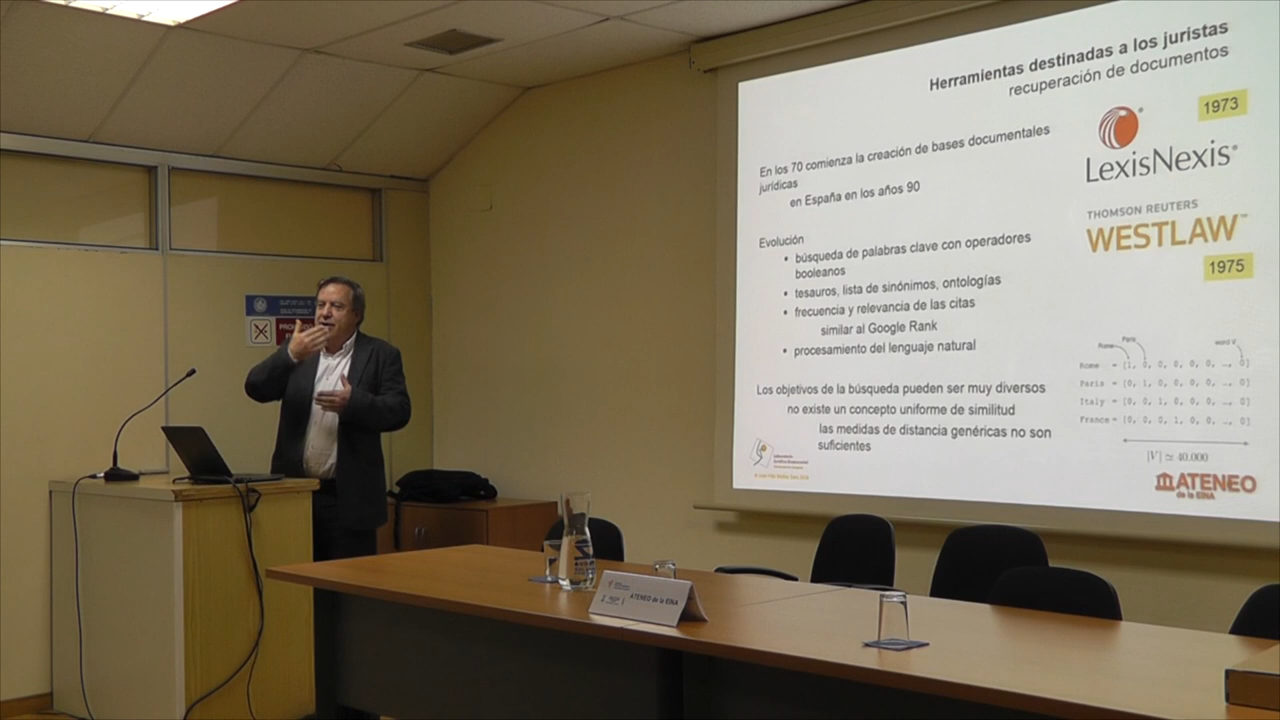 Herramientas destinadas a los juristas
recuperación de documentos
1973
LexisNexis®
En los 70 comienza la creación de bases documentales
jurídicas
en España en los años 90
THOMSON REUTERS
WESTLAW™
1975
Evolución
• búsqueda de palabras clave con operadores
booleanos
• tesauros, lista de sinónimos, ontologías
• frecuencia y relevancia de las citas
similar al Google Rank
• procesamiento del lenguaje natural
Rome Paris word V
Rome = [1, 0, 0, 0, 0, 0, …, 0]
Paris = [0, 1, 0, 0, 0, 0, …, 0]
Italy = [0, 0, 1, 0, 0, 0, …, 0]
France = [0, 0, 0, 1, 0, 0, …, 0]
|V| ≃ 40.000
Los objetivos de la búsqueda pueden ser muy diversos
no existe un concepto uniforme de similitud
las medidas de distancia genéricas no son
suficientes
Laboratorio
ATENEO
de la EINA
ATENEO de la EINA